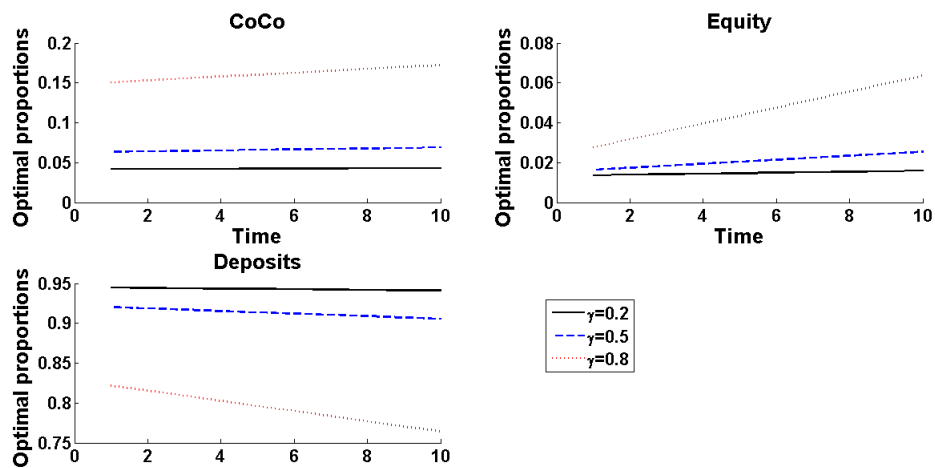 CoCo
Optimal proportions
0.2
0.15
0.1
0.05
0
0 2 4 6 8 10
Time
Equity
Optimal proportions
0.08
0.06
0.04
0.02
0
0 2 4 6 8 10
Time
Deposits
Optimal proportions
0.95
0.9
0.85
0.8
0.75
0 2 4 6 8 10
γ=0.2
γ=0.5
γ=0.8